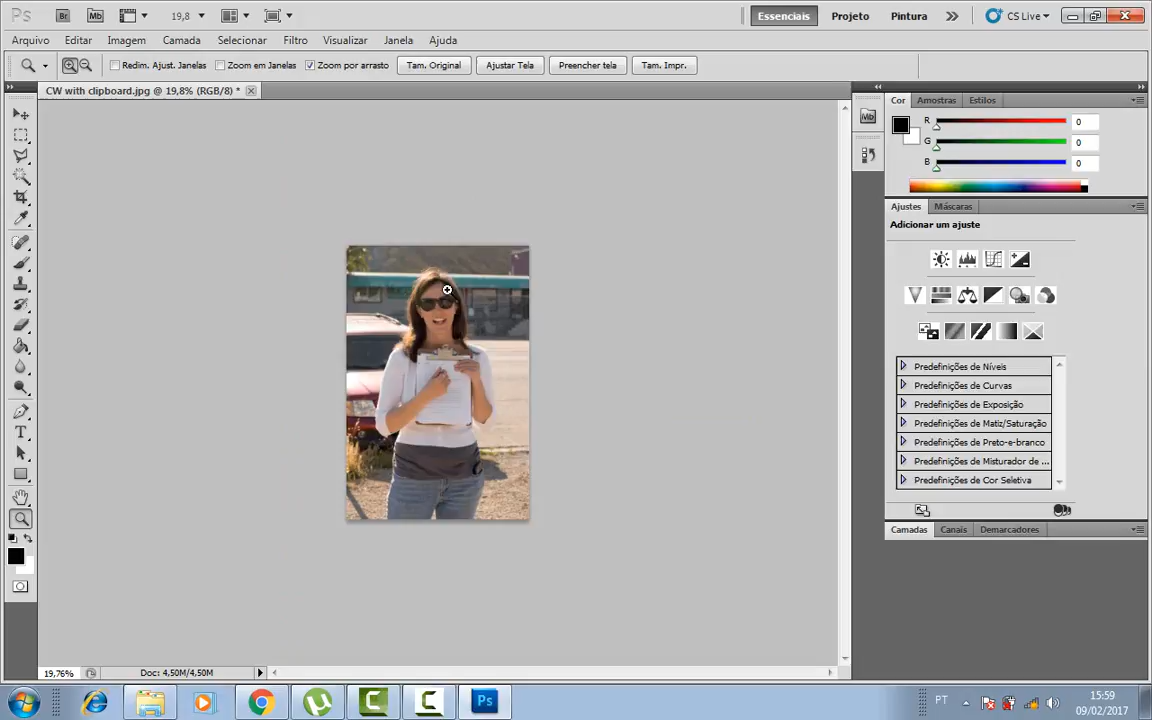 Ps Br Mb 19,8 Essenciais Projeto Pintura CS Live
Arquivo Editar Imagem Camada Selecionar Filtro Visualizar Janela Ajuda
Redim. Ajust. Janelas Zoom em Janelas Zoom por arrasto Tam. Original Ajustar Tela Preencher tela Tam. Impr.
CW with clipboard.jpg @ 19,8% (RGB/8) *
Cor Amostras Estilos
Mb
R 0
G 0
B 0
Ajustes Máscaras
Adicionar um ajuste
Predefinições de Níveis
Predefinições de Curvas
Predefinições de Exposição
Predefinições de Matiz/Saturação
Predefinições de Preto-e-branco
Predefinições de Misturador de ...
Predefinições de Cor Seletiva
Camadas Canais Demarcadores
T
19,76% Doc: 4,50M/4,50M
Ps PT 15:59
09/02/2017